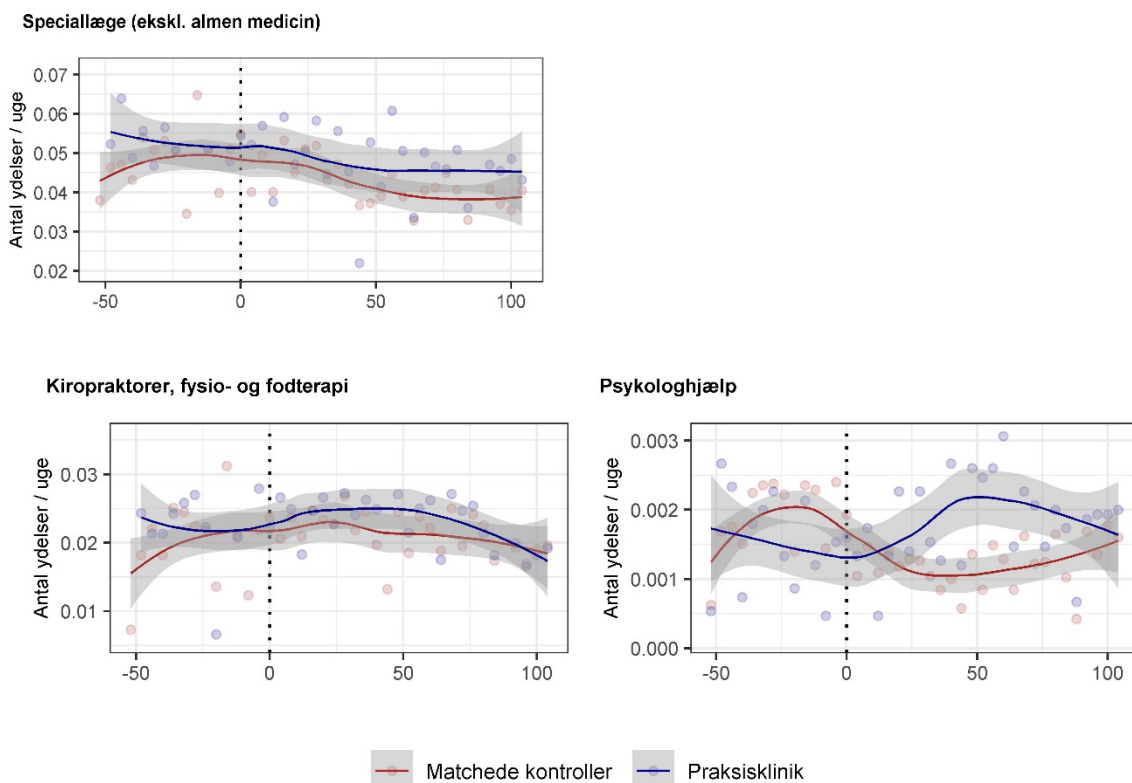 Speciallæge (ekskl. almen medicin)
Antal ydelser / uge
0.07
0.06
0.05
0.04
0.03
0.02
-50 0 50 100
Kiropraktorer, fysio- og fodterapi
Antal ydelser / uge
0.03
0.02
0.01
-50 0 50 100
Psykologhjælp
Antal ydelser / uge
0.003
0.002
0.001
0.000
-50 0 50 100
Matchede kontroller Praksisklinik